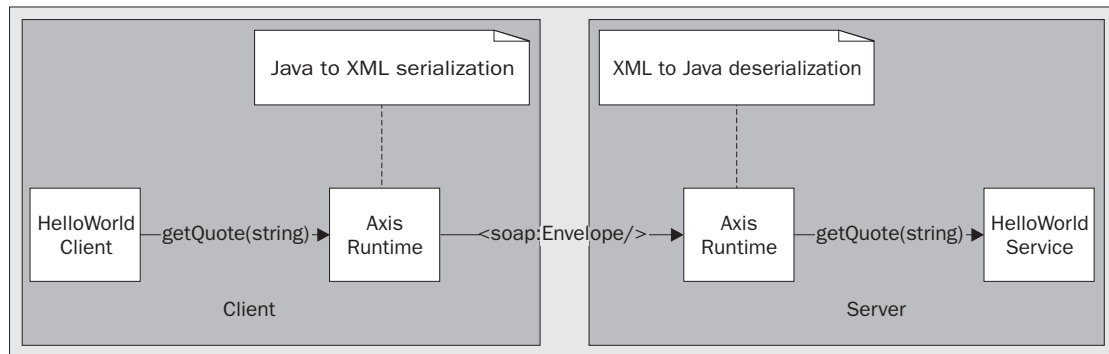 Java to XML serialization
XML to Java deserialization
HelloWorld
Client
getQuote(string)
Axis
Runtime
<soap:Envelope/>
Axis
Runtime
getQuote(string)
HelloWorld
Service
Client
Server